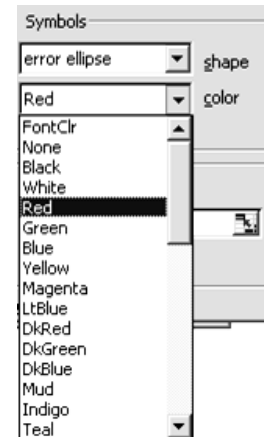 Symbols
error ellipse shape
Red color
FontClr
None
Black
White
Red
Green
Blue
Yellow
Magenta
LtBlue
DkRed
DkGreen
DkBlue
Mud
Indigo
Teal